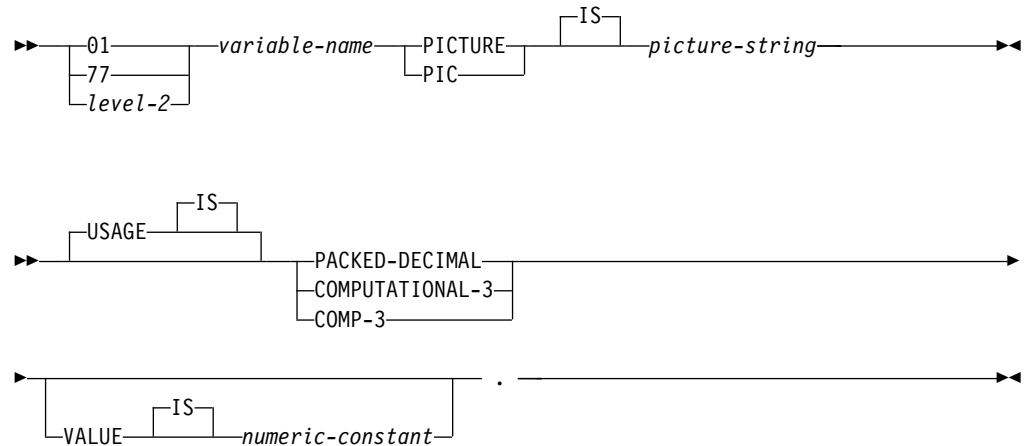 IS
01 variable-name PICTURE picture-string
77 PIC
level-2
IS
USAGE
PACKED-DECIMAL
COMPUTATIONAL-3
COMP-3
.
IS
VALUE numeric-constant